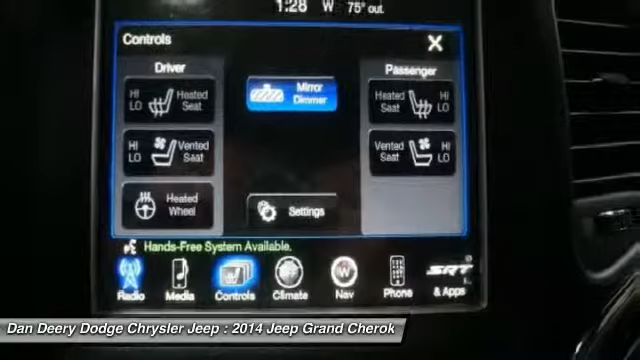 1:28 W 75° out.
Controls X
Driver
Passenger
HI LO Heated Seat
Mirror Dimmer
Heated Seat HI LO
HI LO Vented Seat
Vented Seat HI LO
Heated Wheel
Settings
Hands-Free System Available.
W SRT
Radio Media Controls Climate Nav Phone & Apps
Dan Deery Dodge Chrysler Jeep : 2014 Jeep Grand Cherok